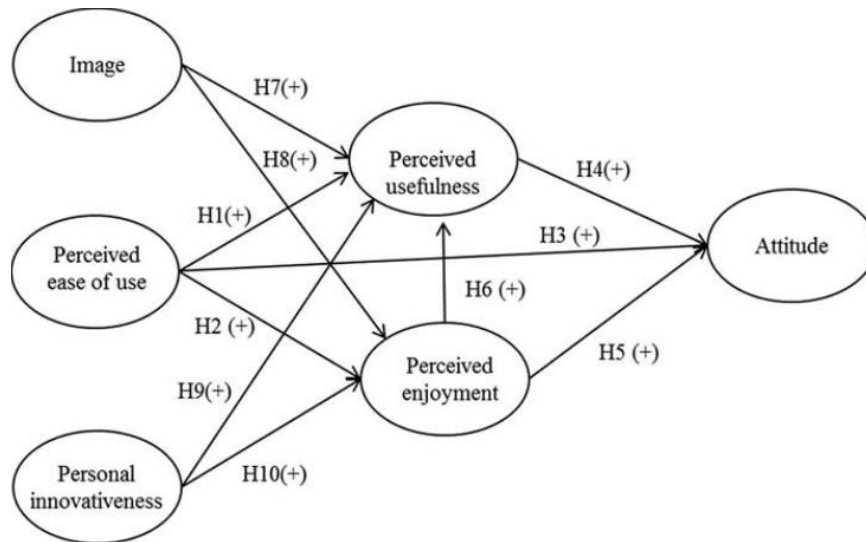 Image
H7(+)
H8(+)
Perceived
usefulness
H4(+)
H1(+)
Perceived
ease of use
H3 (+)
Attitude
H6 (+)
H2 (+)
Perceived
enjoyment
H5 (+)
H9(+)
Personal
innovativeness
H10(+)